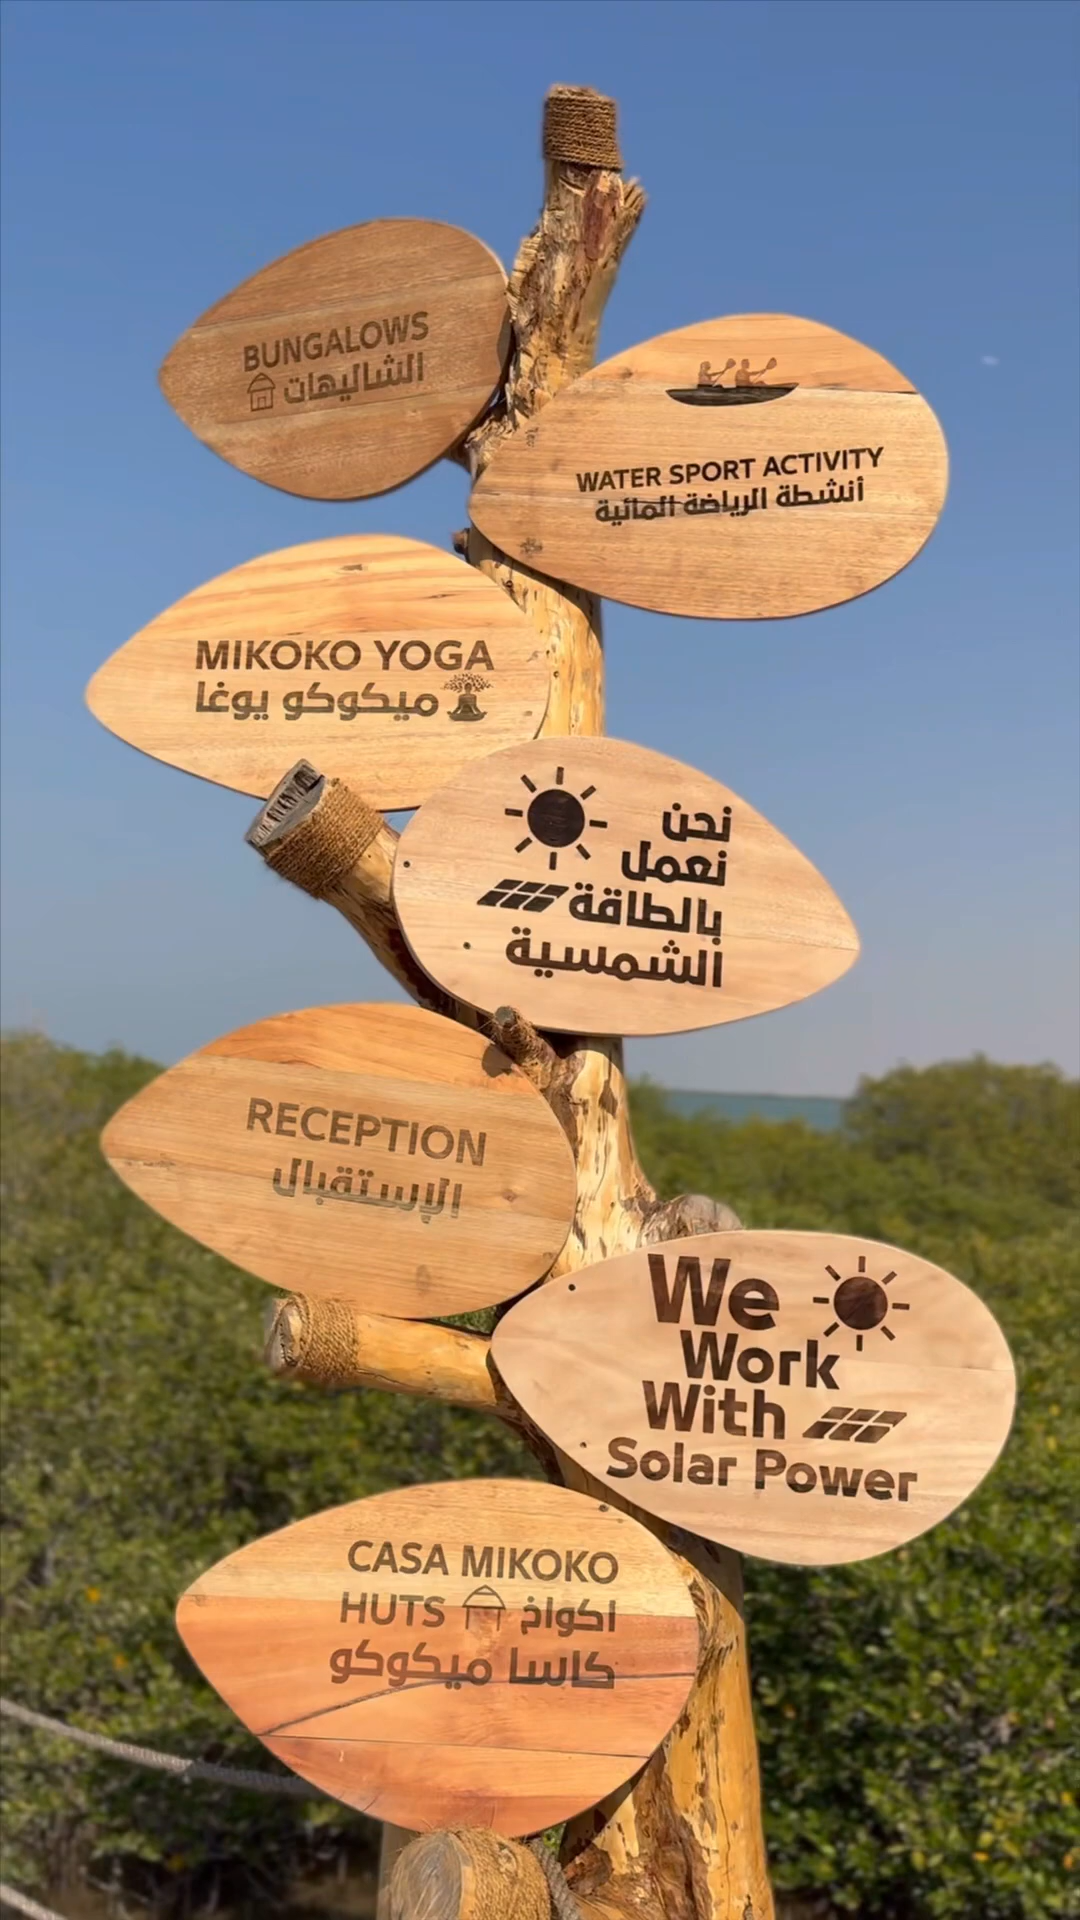 BUNGALOWS
الشاليهات
WATER SPORT ACTIVITY
أنشطة الرياضة المائية
MIKOKO YOGA
ميكوكو يوغا
نحن
نعمل
بالطاقة
الشمسية
RECEPTION
الإستقبال
We
Work
With
Solar Power
CASA MIKOKO
HUTS اكواخ
كاسا ميكوكو